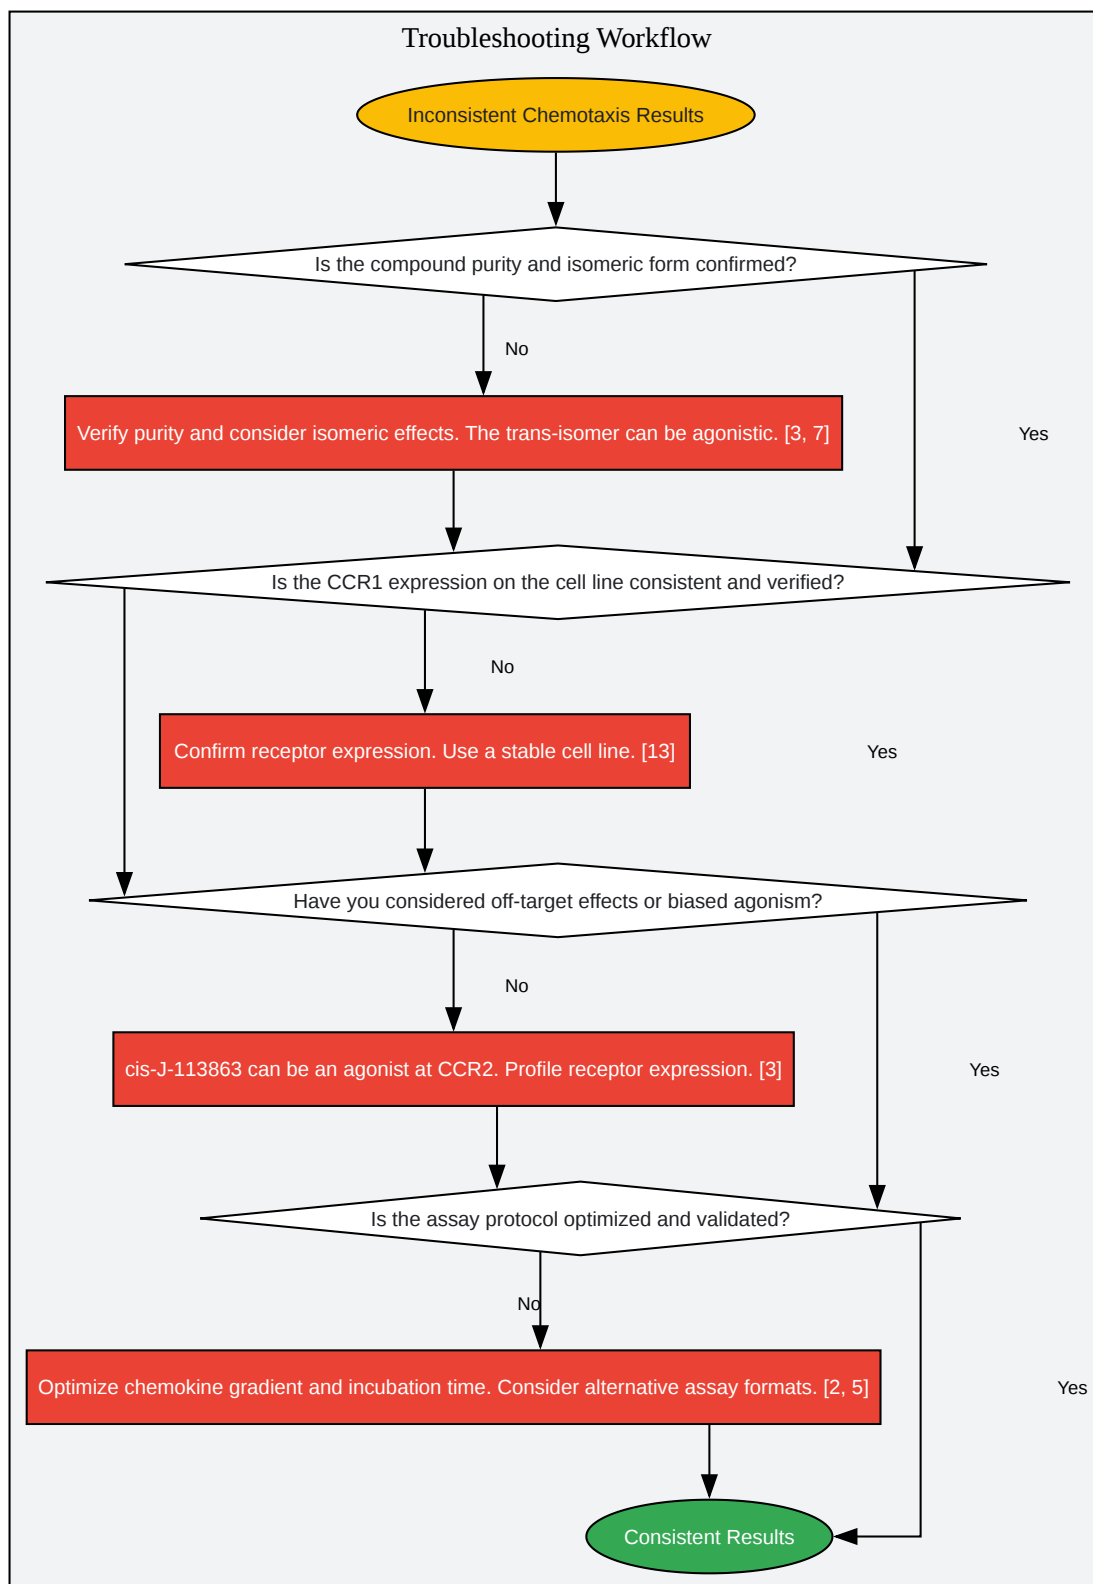 Troubleshooting Workflow
Inconsistent Chemotaxis Results
Is the compound purity and isomeric form confirmed?
No
Verify purity and consider isomeric effects. The trans-isomer can be agonistic. [3, 7]
Yes
Is the CCR1 expression on the cell line consistent and verified?
No
Confirm receptor expression. Use a stable cell line. [13]
Yes
Have you considered off-target effects or biased agonism?
No
cis-J-113863 can be an agonist at CCR2. Profile receptor expression. [3]
Yes
Is the assay protocol optimized and validated?
No
Optimize chemokine gradient and incubation time. Consider alternative assay formats. [2, 5]
Yes
Consistent Results